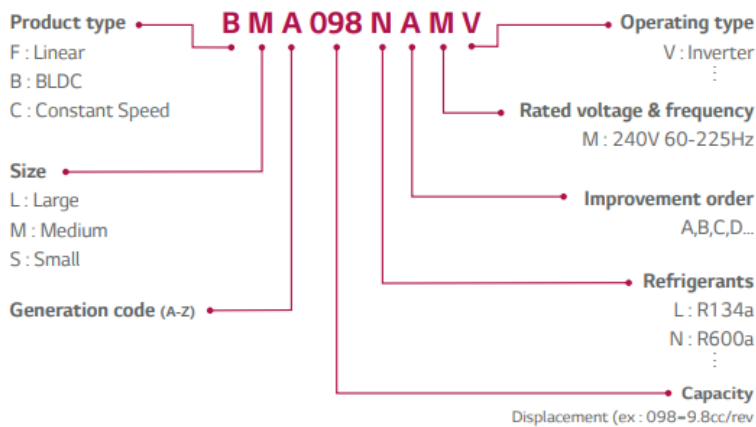 B M A 098 N A M V
Product type
F : Linear
B : BLDC
C : Constant Speed
Size
L : Large
M : Medium
S : Small
Generation code (A-Z)
Operating type
V : Inverter
⋮
Rated voltage & frequency
M : 240V 60-225Hz
Improvement order
A,B,C,D...
Refrigerants
L : R134a
N : R600a
⋮
Capacity
Displacement (ex : 098=9.8cc/rev